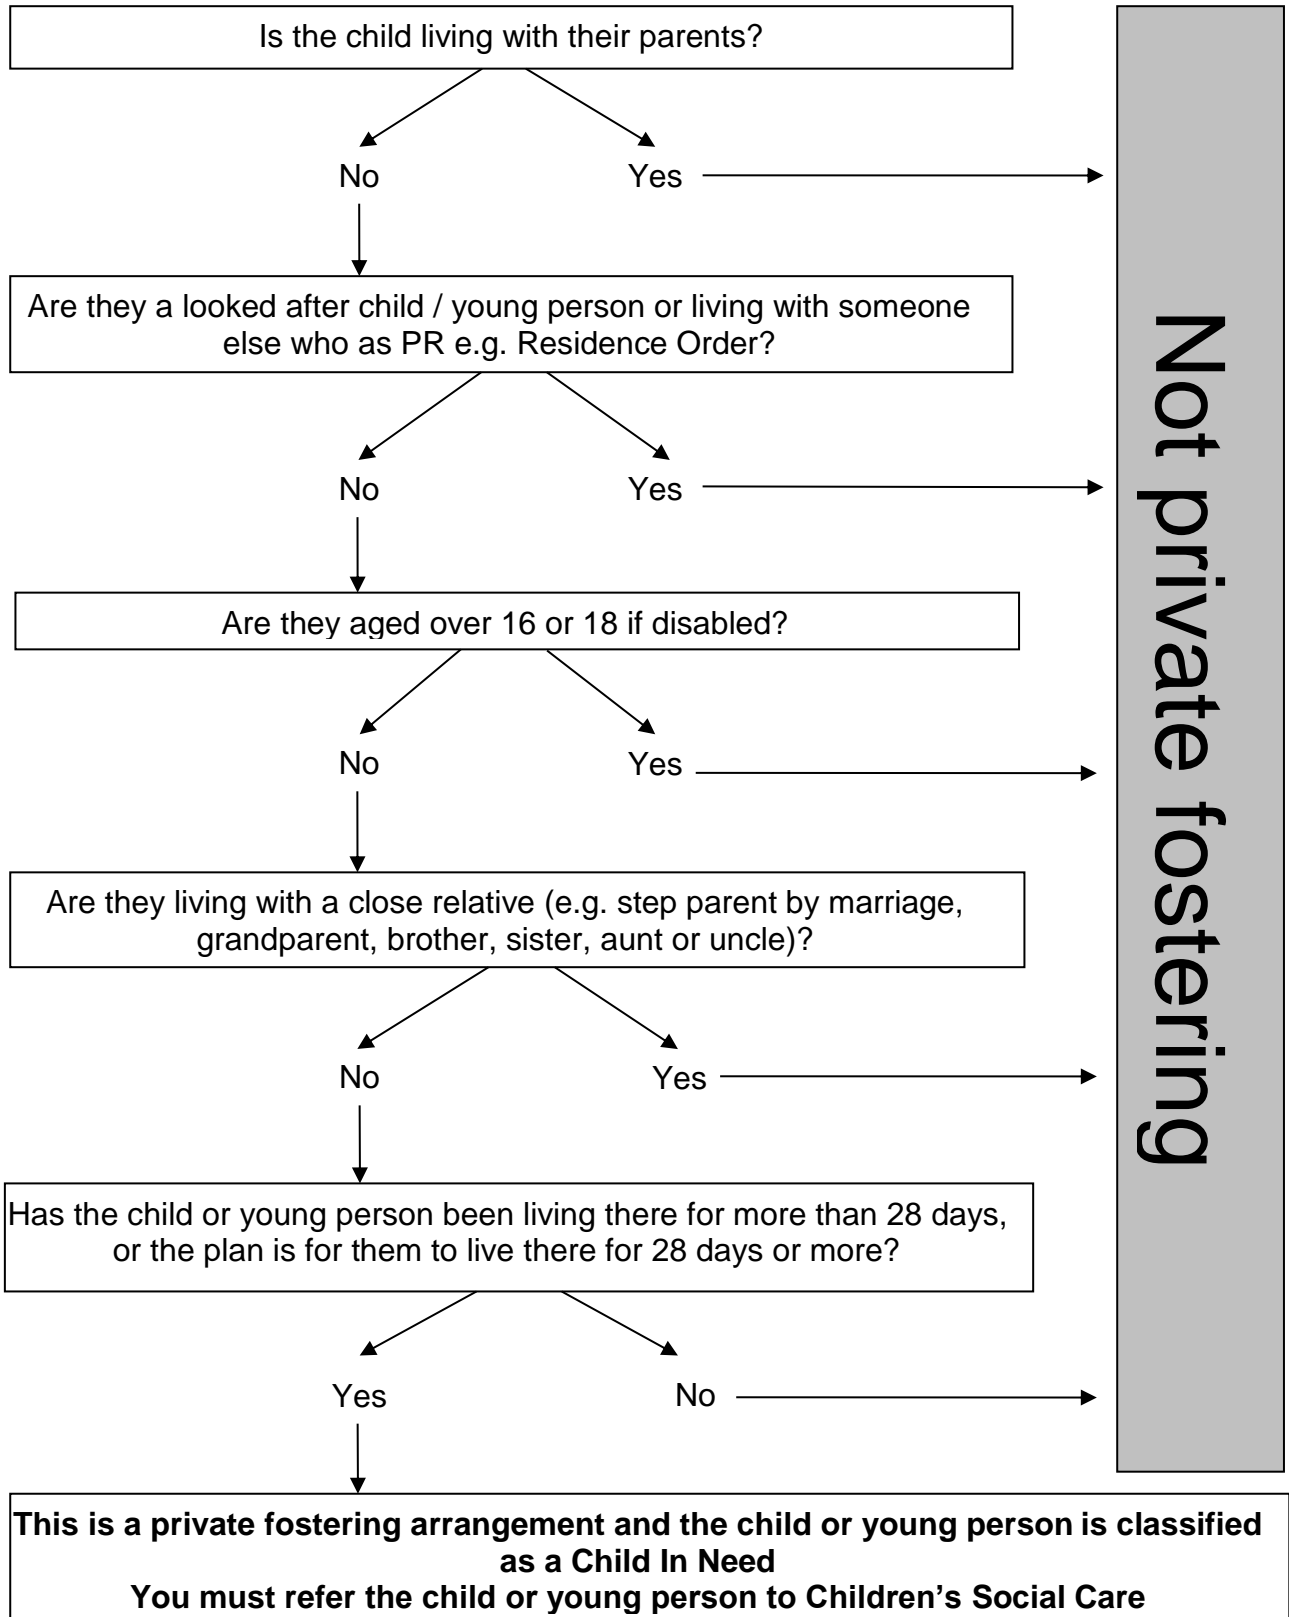 Is the child living with their parents?
No
Yes
Are they a looked after child / young person or living with someone
else who as PR e.g. Residence Order?
No
Yes
Are they aged over 16 or 18 if disabled?
No
Yes
Are they living with a close relative (e.g. step parent by marriage,
grandparent, brother, sister, aunt or uncle)?
No
Yes
Has the child or young person been living there for more than 28 days,
or the plan is for them to live there for 28 days or more?
Yes
No
Not private fostering
This is a private fostering arrangement and the child or young person is classified
as a Child In Need
You must refer the child or young person to Children’s Social Care